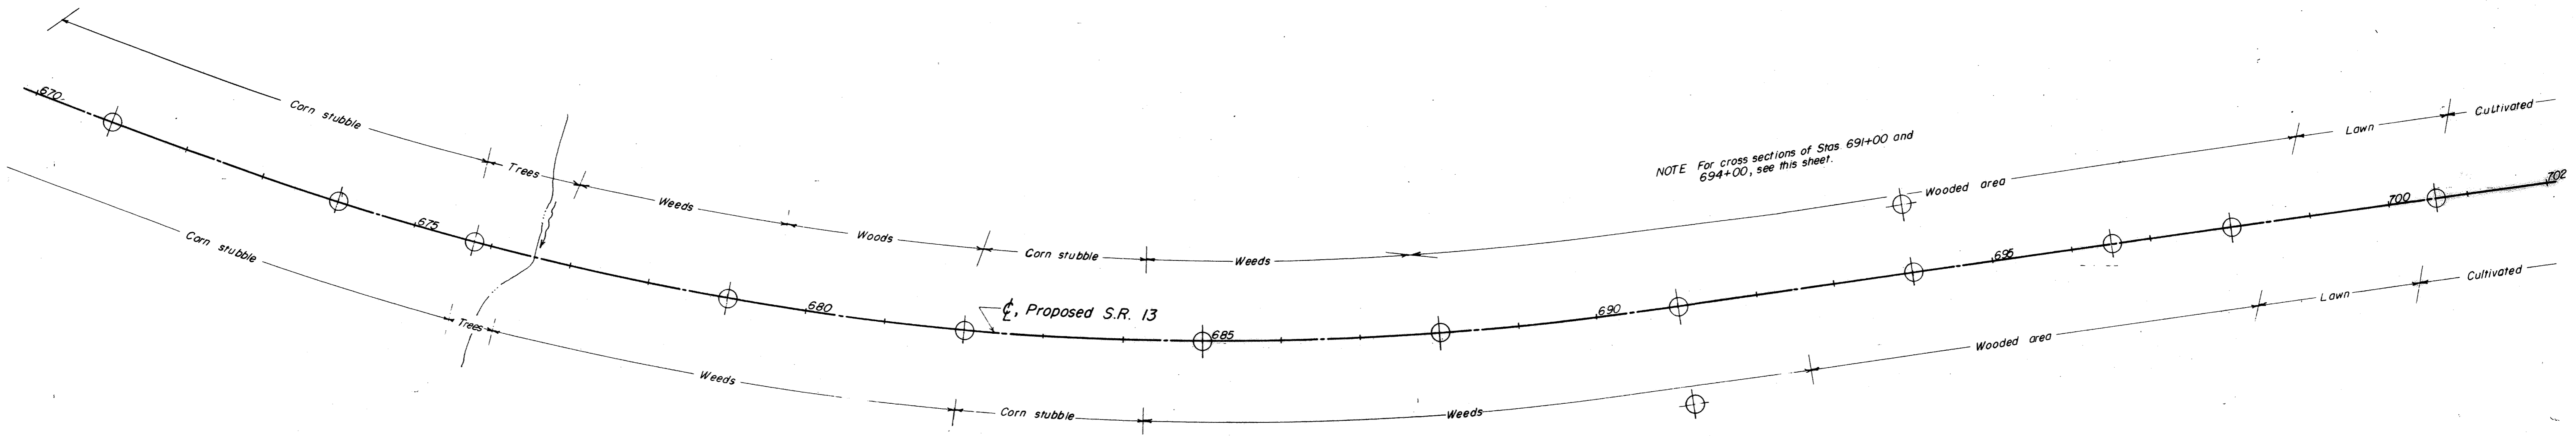 670
Corn stubble
Trees
Weeds
Woods
Corn stubble
Weeds
NOTE For cross sections of Stas. 691+00 and
694+00, see this sheet.
Wooded area
Lawn
Cultivated
675
680
℄, Proposed S.R. 13
685
690
695
700
702
Corn stubble
Trees
Weeds
Corn stubble
Weeds
Wooded area
Lawn
Cultivated